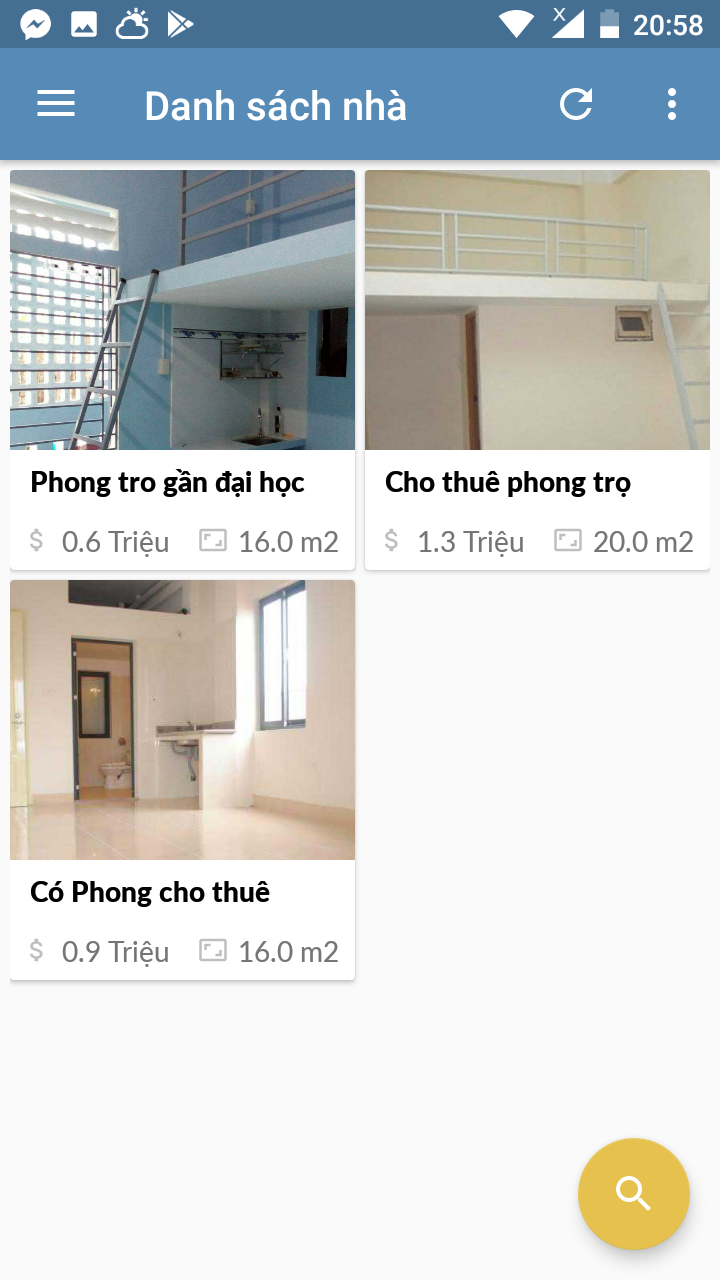 20:58
Danh sách nhà
Phong tro gần đại học
0.6 Triệu 16.0 m2
Cho thuê phong trọ
1.3 Triệu 20.0 m2
Có Phong cho thuê
0.9 Triệu 16.0 m2